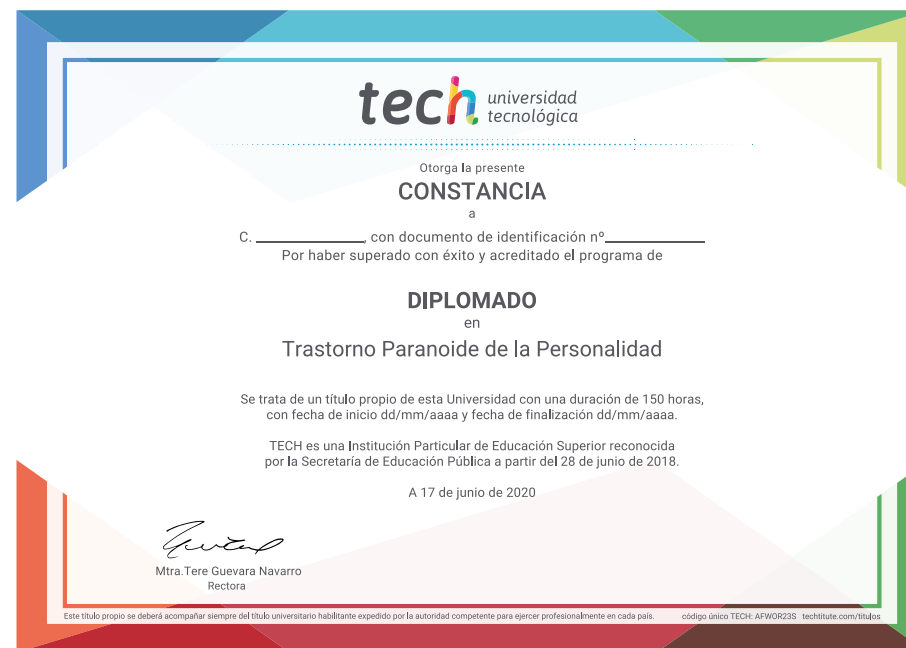 tech universidad
tecnológica
Otorga la presente
CONSTANCIA
a
C. ____________, con documento de identificación nº____________
Por haber superado con éxito y acreditado el programa de
DIPLOMADO
en
Trastorno Paranoide de la Personalidad
Se trata de un título propio de esta Universidad con una duración de 150 horas,
con fecha de inicio dd/mm/aaaa y fecha de finalización dd/mm/aaaa.
TECH es una Institución Particular de Educación Superior reconocida
por la Secretaría de Educación Pública a partir del 28 de junio de 2018.
A 17 de junio de 2020
Mtra.Tere Guevara Navarro
Rectora
Este título propio se deberá acompañar siempre del título universitario habilitante expedido por la autoridad competente para ejercer profesionalmente en cada país. código único TECH: AFWOR23S techtitute.com/titulos